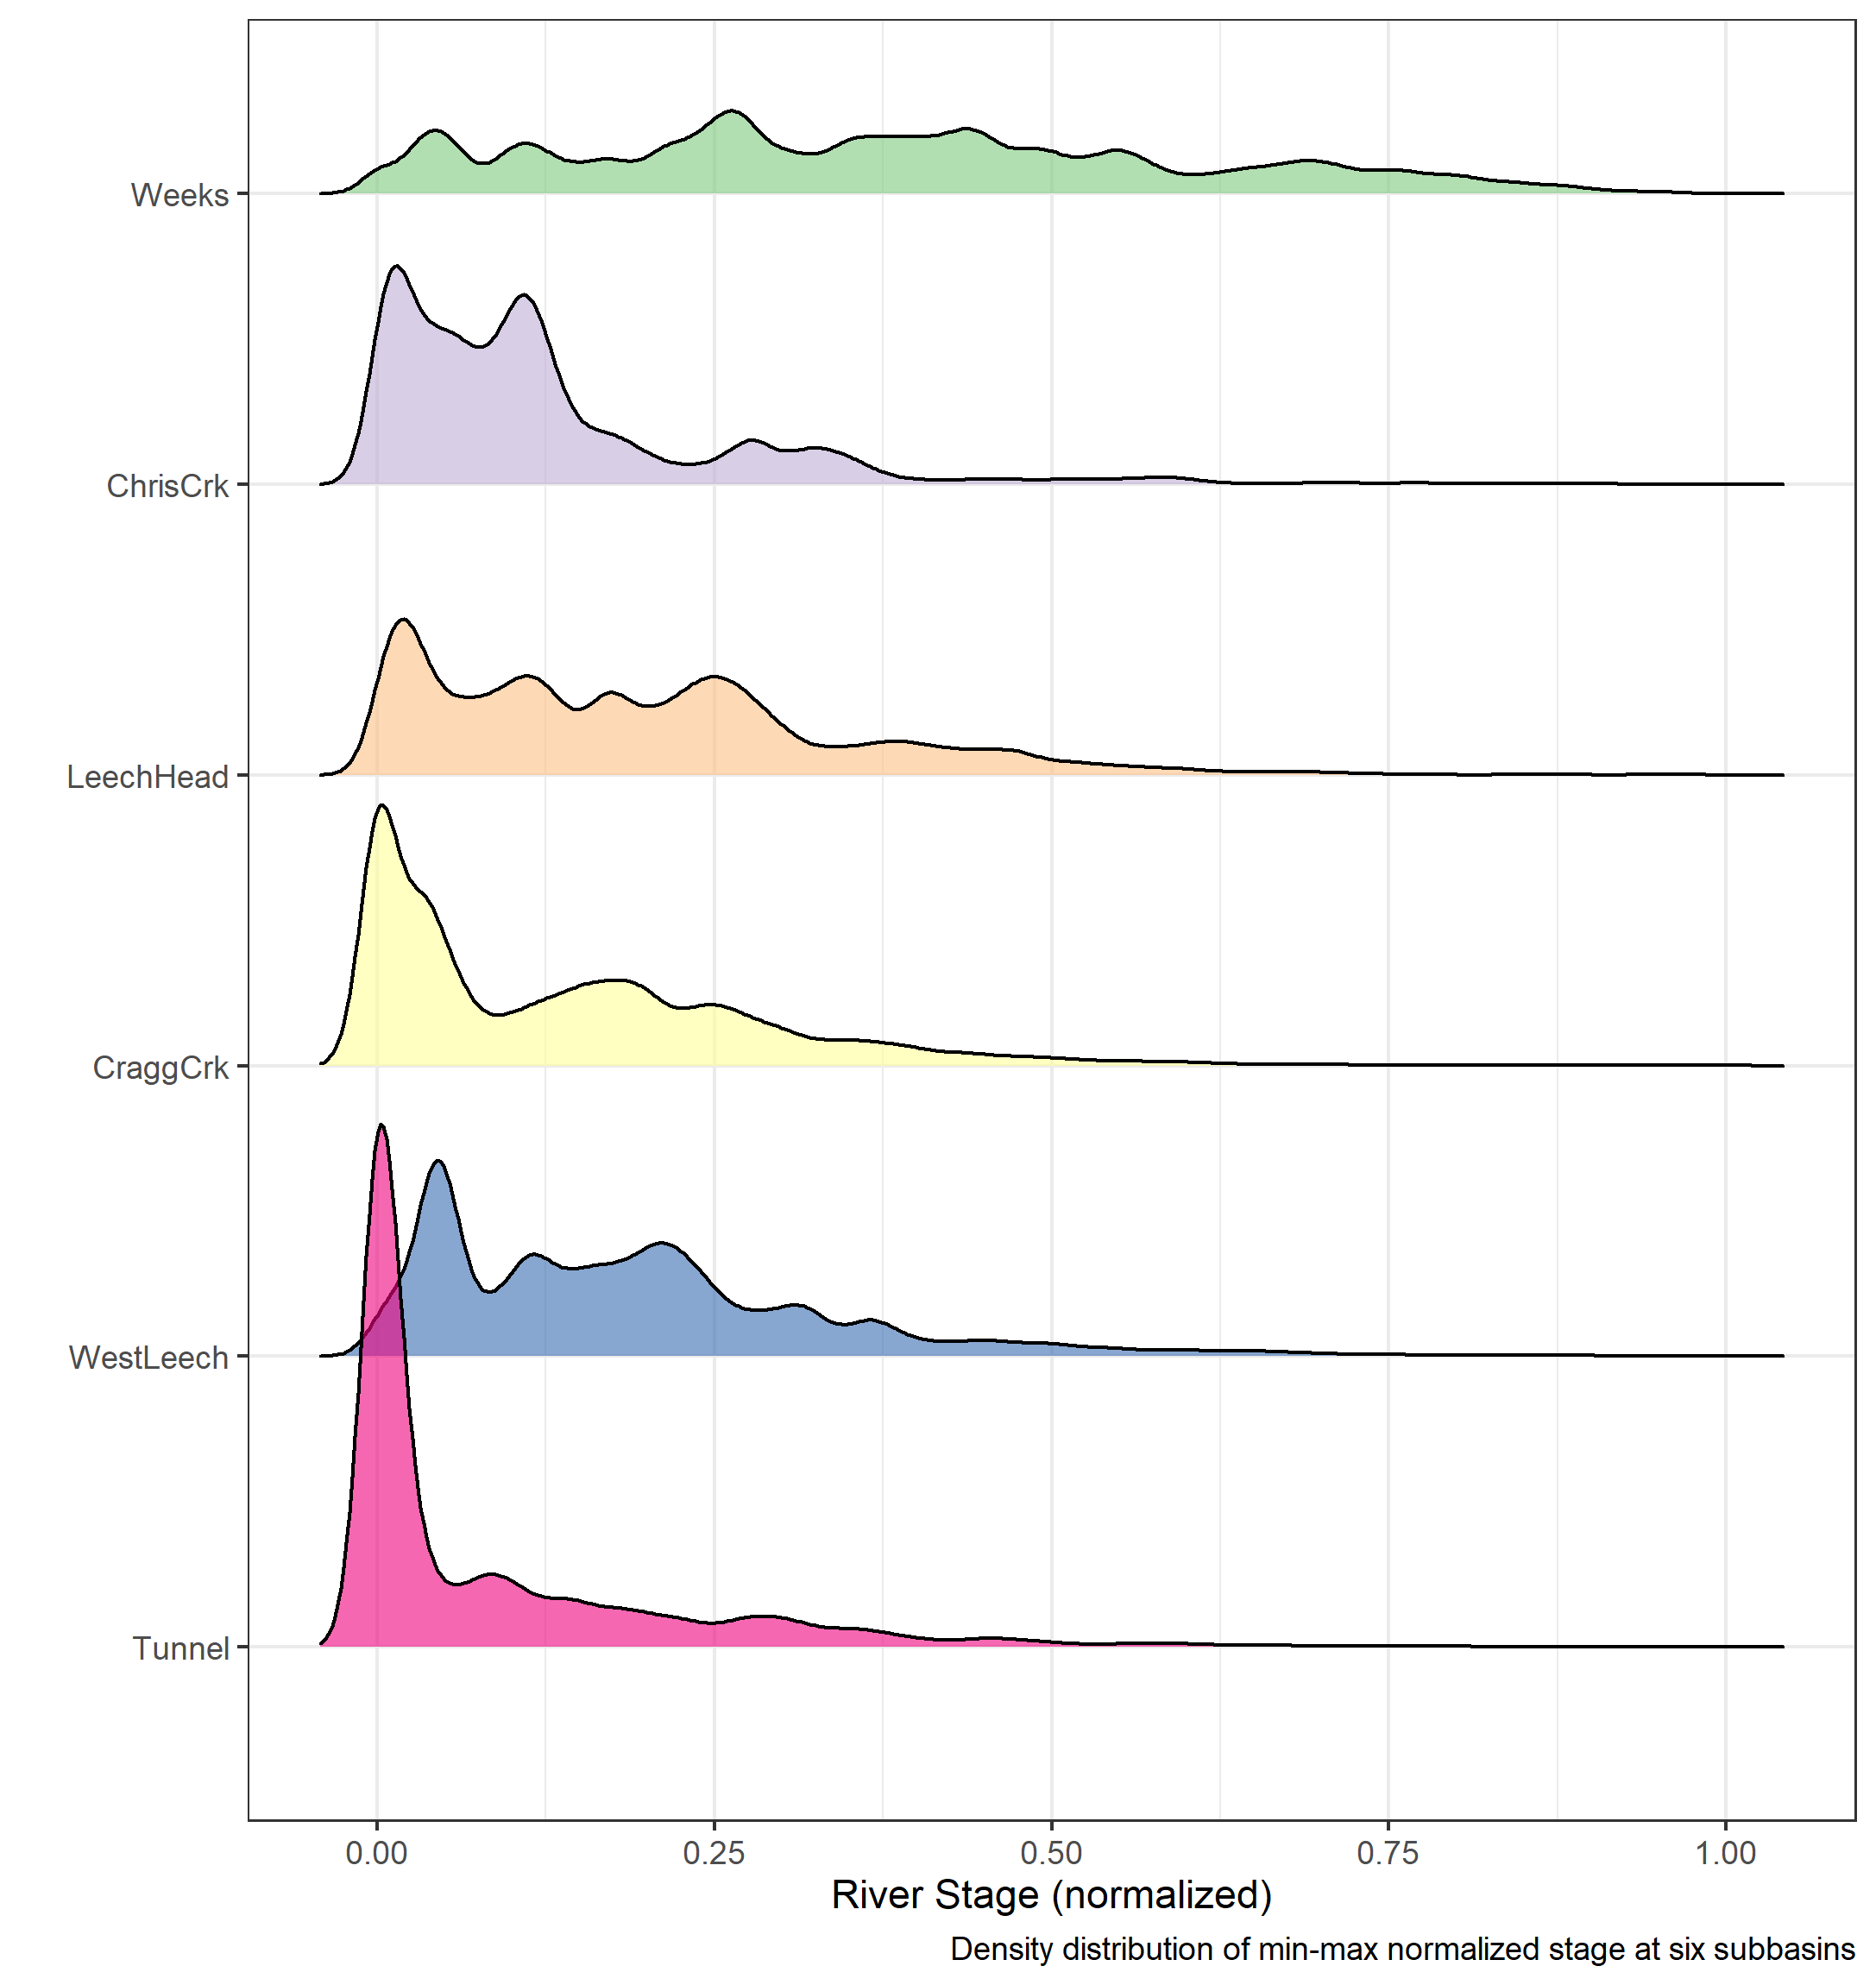 Weeks
ChrisCrk
LeechHead
CraggCrk
WestLeech
Tunnel
0.00 0.25 0.50 0.75 1.00
River Stage (normalized)
Density distribution of min-max normalized stage at six subbasins